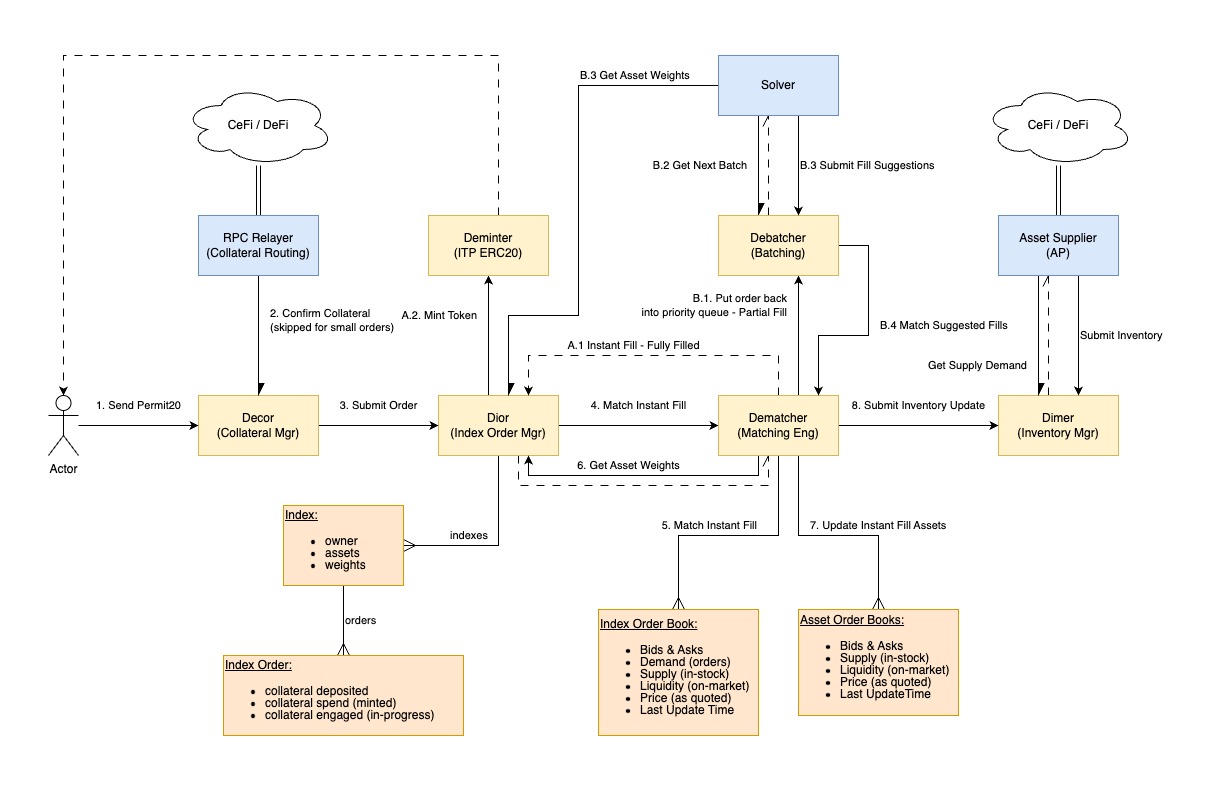 B.3 Get Asset Weights
Solver
CeFi / DeFi
CeFi / DeFi
B.2 Get Next Batch
B.3 Submit Fill Suggestions
RPC Relayer
(Collateral Routing)
Deminter
(ITP ERC20)
Debatcher
(Batching)
Asset Supplier
(AP)
2. Confirm Collateral
(skipped for small orders)
A.2. Mint Token
B.1. Put order back
into priority queue - Partial Fill
B.4 Match Suggested Fills
Submit Inventory
A.1 Instant Fill - Fully Filled
Get Supply Demand
1. Send Permit20
Decor
(Collateral Mgr)
3. Submit Order
Dior
(Index Order Mgr)
4. Match Instant Fill
Dematcher
(Matching Eng)
8. Submit Inventory Update
Dimer
(Inventory Mgr)
Actor
6. Get Asset Weights
Index:
• owner
• assets
• weights
indexes
5. Match Instant Fill
7. Update Instant Fill Assets
orders
Index Order:
• collateral deposited
• collateral spend (minted)
• collateral engaged (in-progress)
Index Order Book:
• Bids & Asks
• Demand (orders)
• Supply (in-stock)
• Liquidity (on-market)
• Price (as quoted)
• Last Update Time
Asset Order Books:
• Bids & Asks
• Supply (in-stock)
• Liquidity (on-market)
• Price (as quoted)
• Last UpdateTime